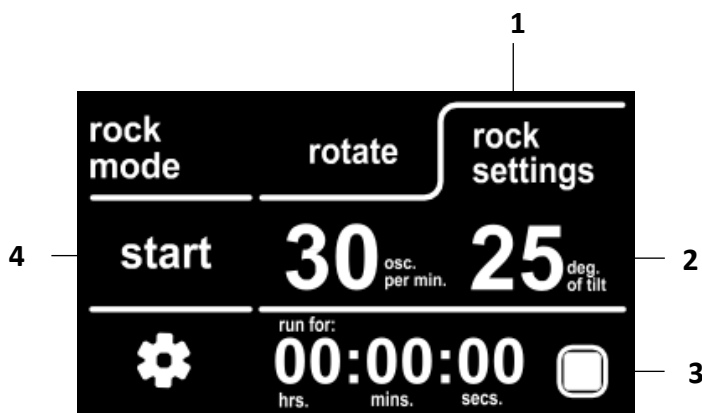 1
rock
mode
rotate
rock
settings
4
start
30 osc.
per min.
25 deg.
of tilt
2
run for:
00:00:00
hrs. mins. secs.
3